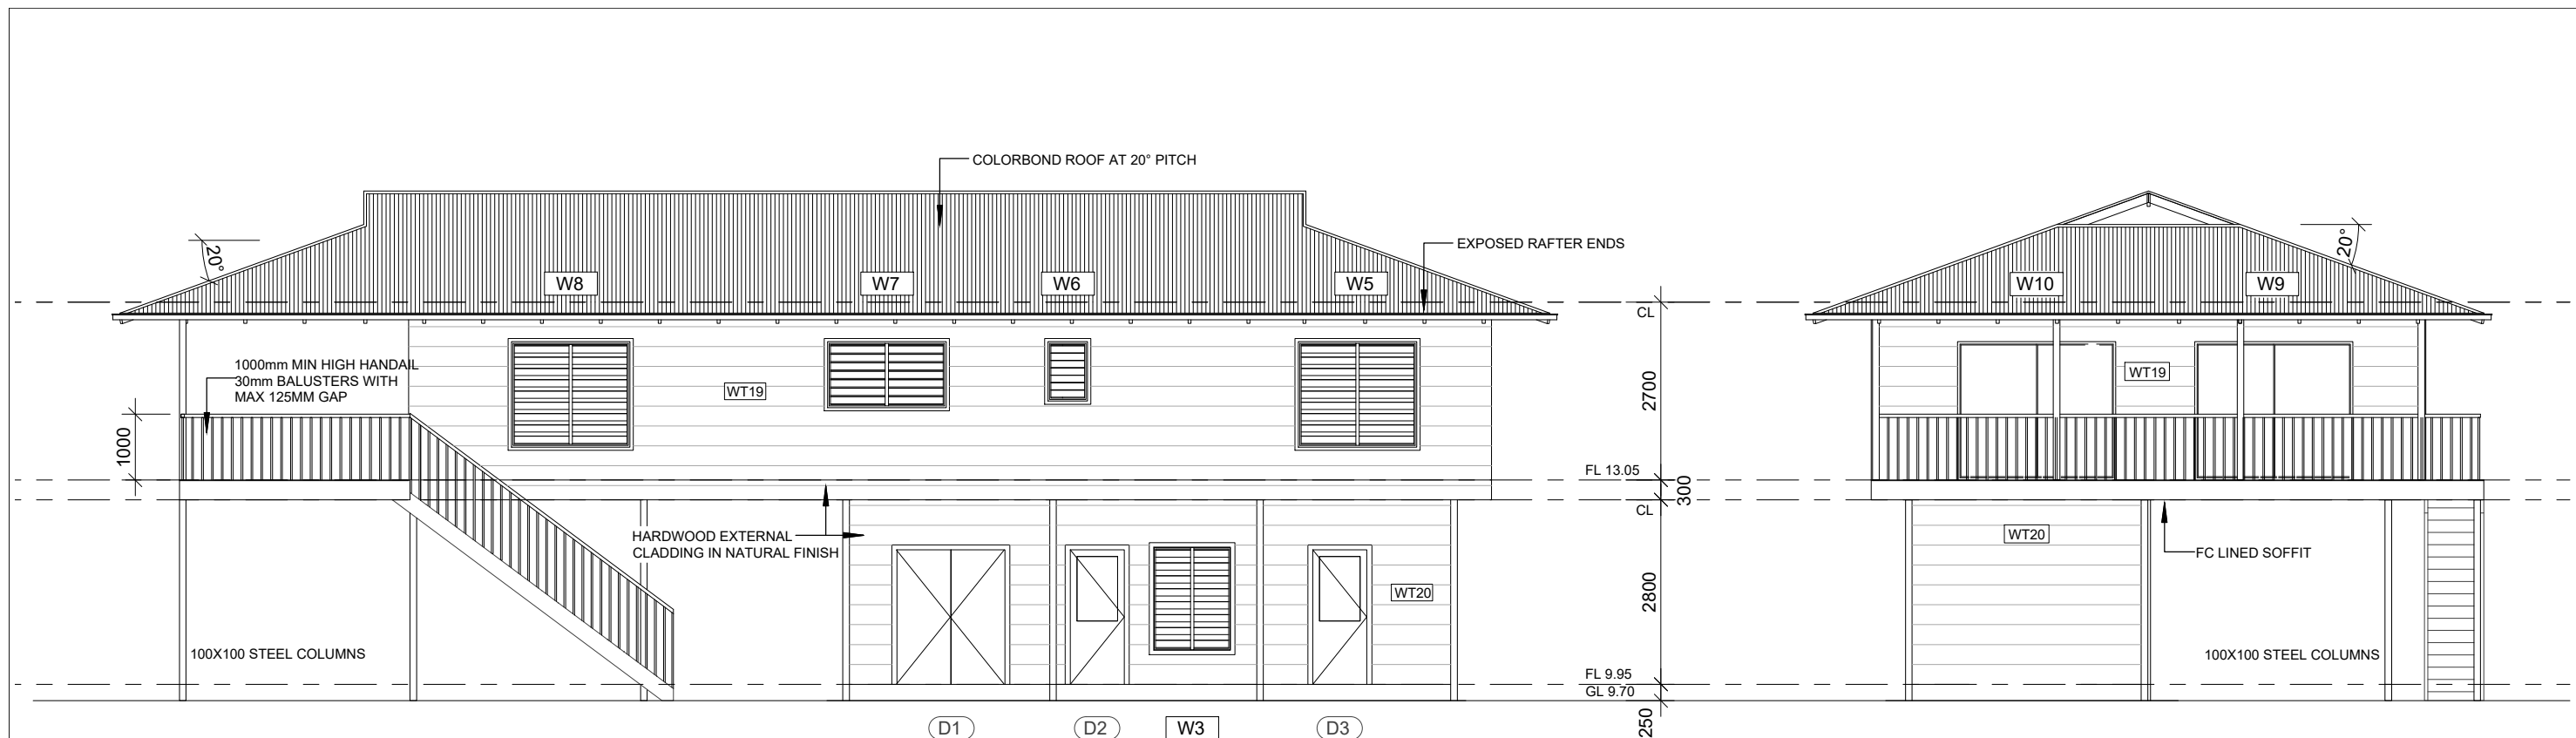 COLORBOND ROOF AT 20° PITCH
EXPOSED RAFTER ENDS
20°
20°
W8
W7
W6
W5
W10
W9
CL
1000mm MIN HIGH HANDAIL
30mm BALUSTERS WITH
MAX 125MM GAP
WT19
WT19
2700
1000
FL 13.05
300
CL
HARDWOOD EXTERNAL
CLADDING IN NATURAL FINISH
WT20
FC LINED SOFFIT
WT20
2800
100X100 STEEL COLUMNS
100X100 STEEL COLUMNS
FL 9.95
GL 9.70
250
D1
D2
W3
D3